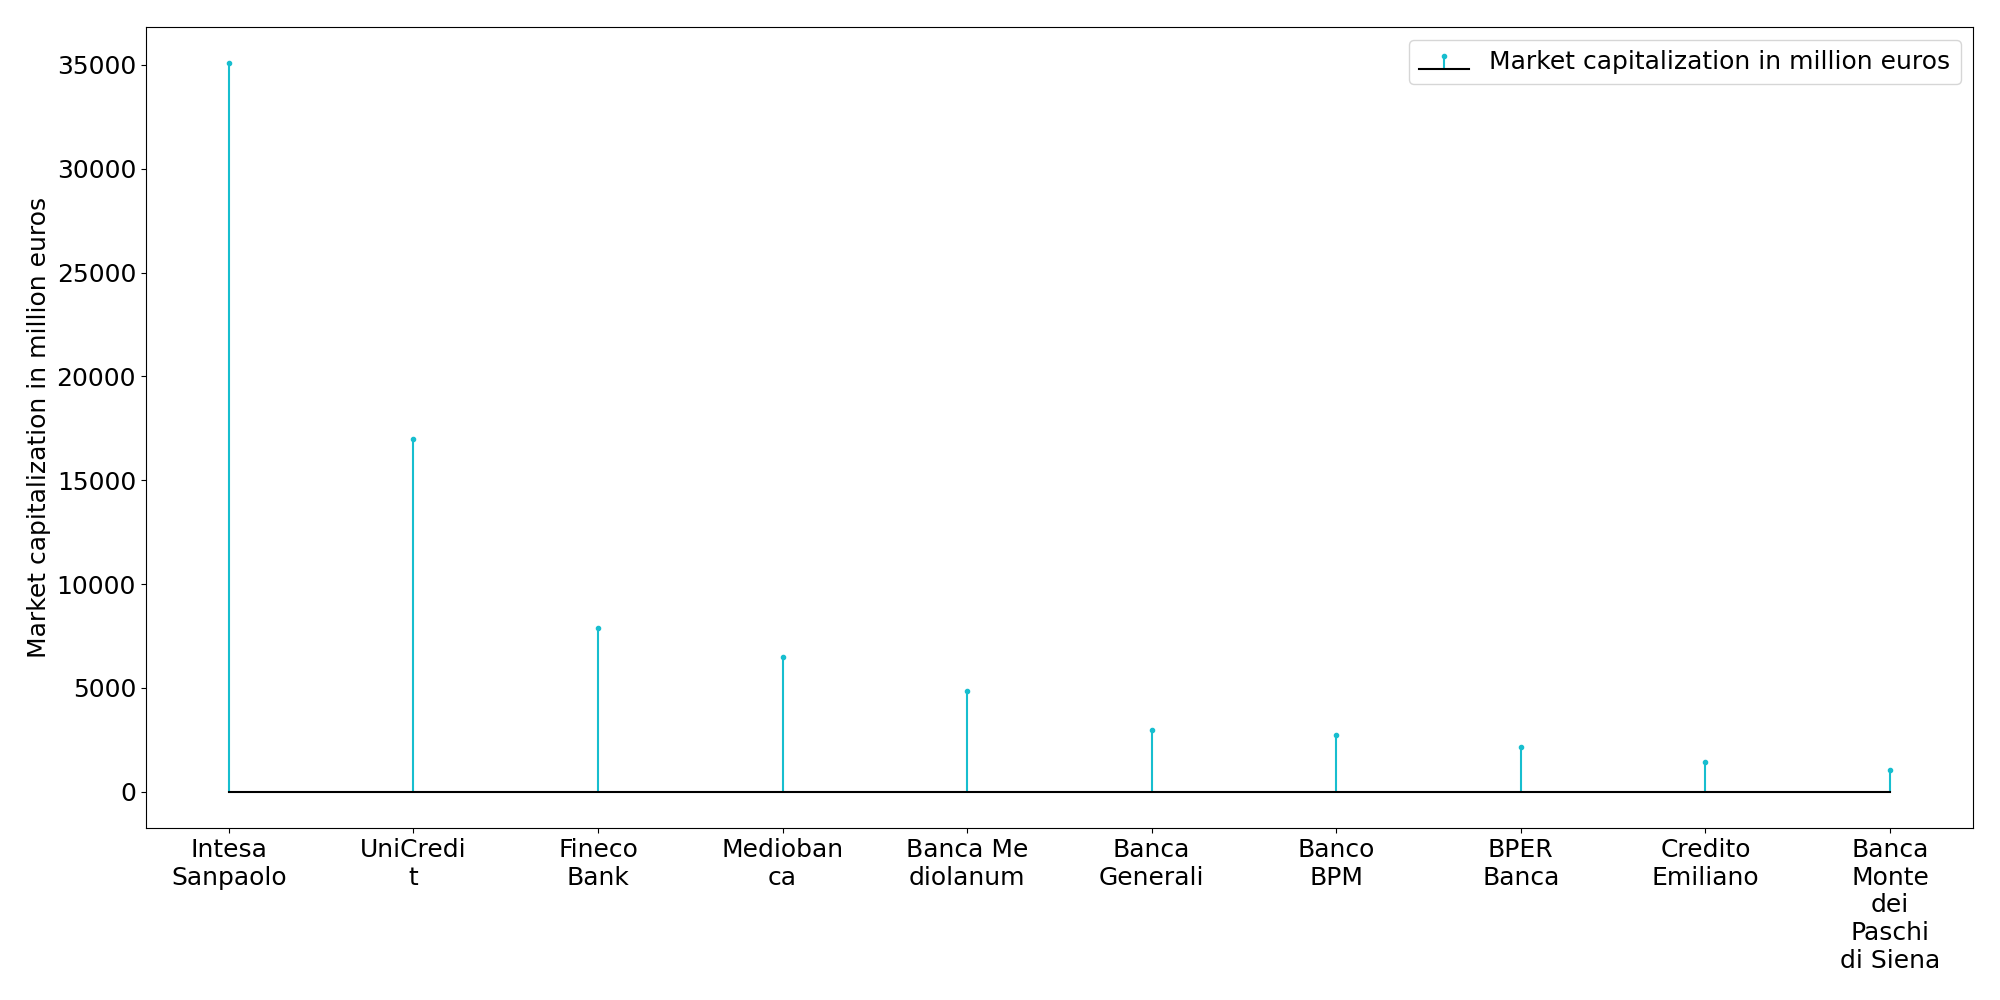 Market capitalization in million euros
Market capitalization in million euros
35000
30000
25000
20000
15000
10000
5000
0
Intesa
Sanpaolo
UniCredi
t
Fineco
Bank
Medioban
ca
Banca Me
diolanum
Banca
Generali
Banco
BPM
BPER
Banca
Credito
Emiliano
Banca
Monte
dei
Paschi
di Siena